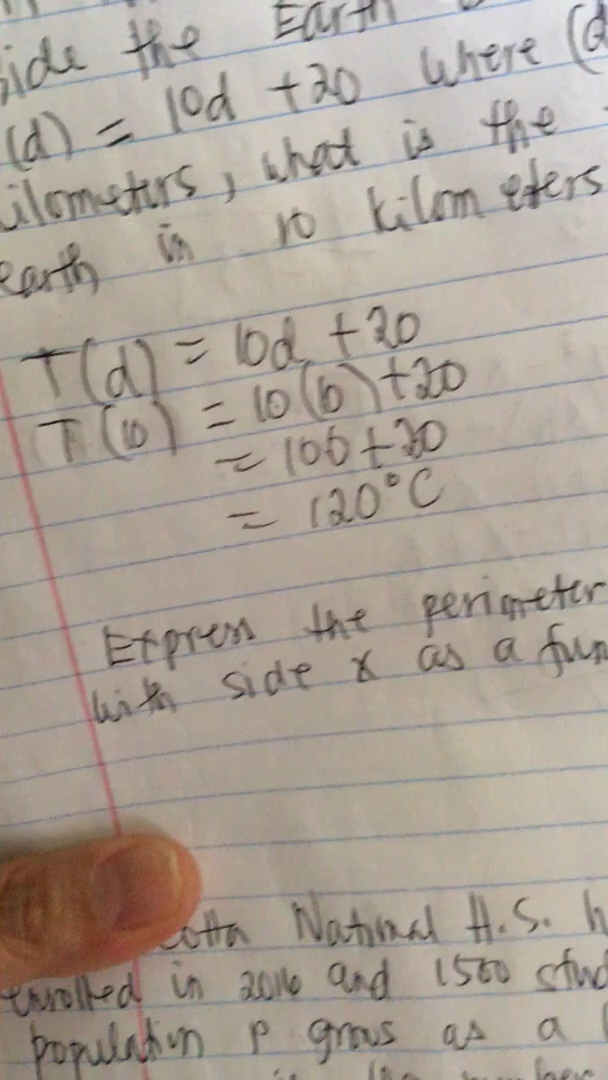 side the Earth
(d) = 10d + 20 where (d
ilometers, what is the
earth in 10 kilometers
T(d) = 10d + 20
T(10) = 10(10) + 20
= 100 + 20
= 120°C
Express the perimeter
with side x as a fun
cotta National H.S. h
enrolled in 2016 and 1500 stud
population P grows as a